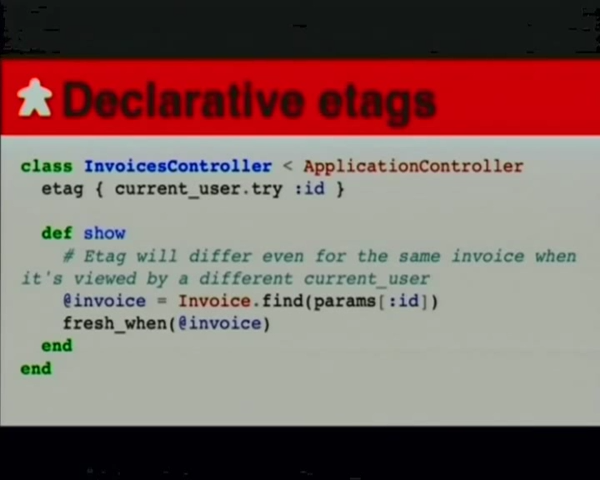 Declarative etags
class InvoicesController < ApplicationController
etag { current_user.try :id }
def show
# Etag will differ even for the same invoice when
it's viewed by a different current_user
@invoice = Invoice.find(params[:id])
fresh_when(@invoice)
end
end